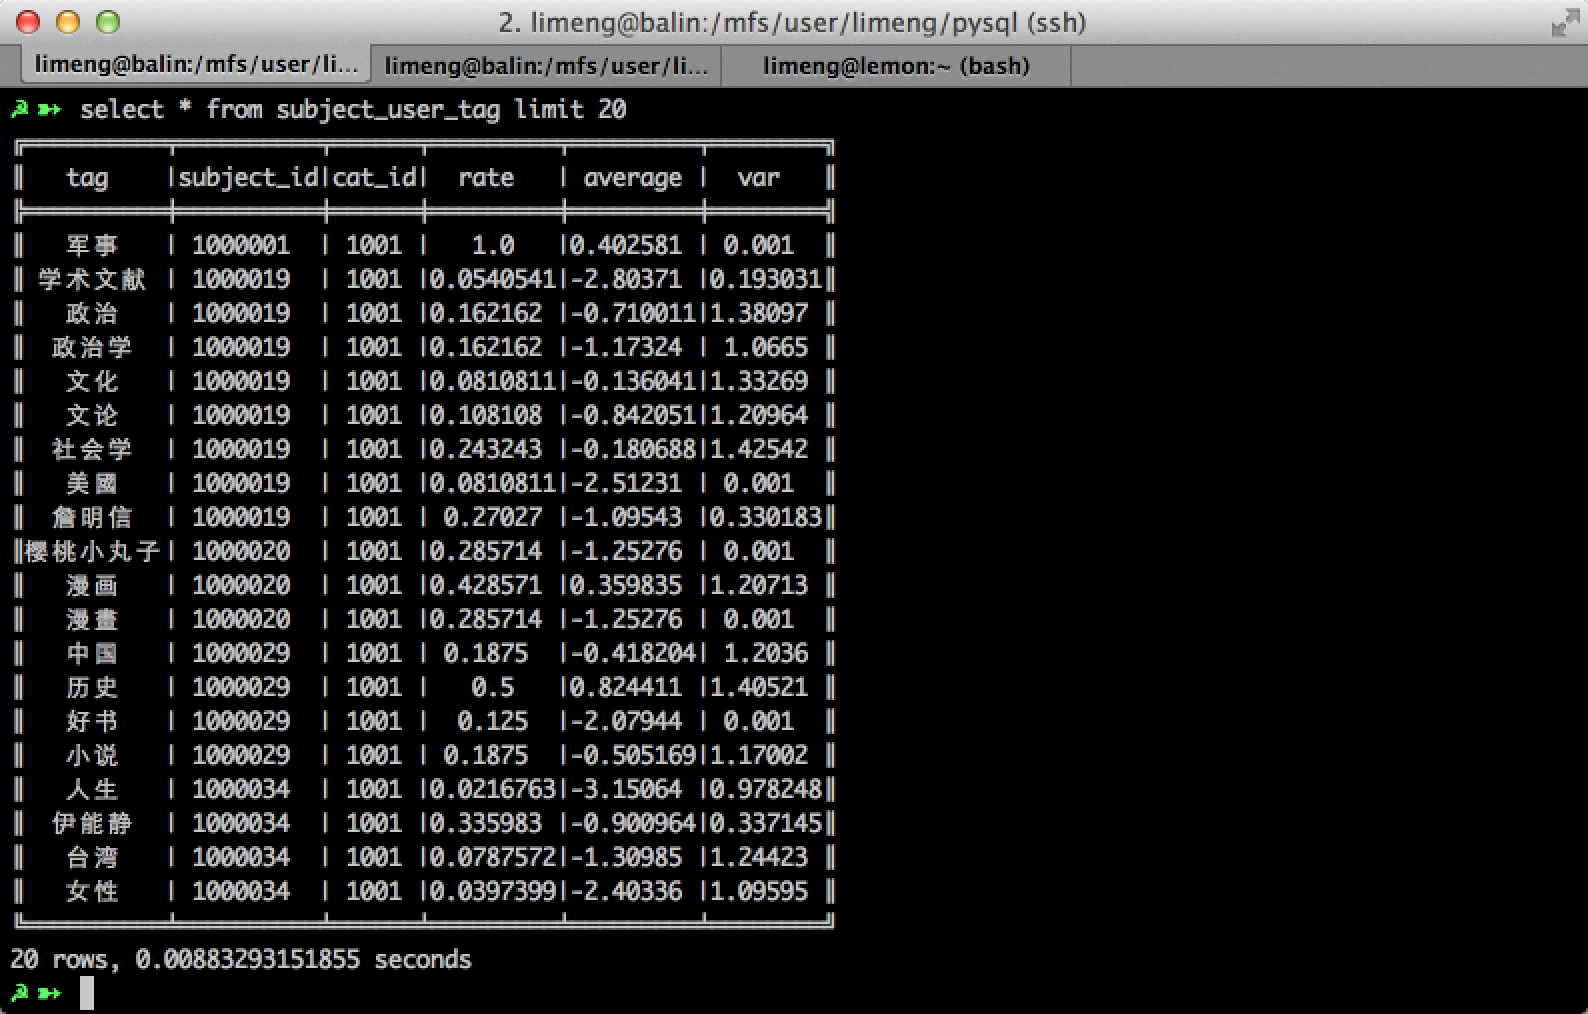 2. limeng@balin:/mfs/user/limeng/pysql (ssh)
limeng@balin:/mfs/user/li... limeng@balin:/mfs/user/li... limeng@lemon:~ (bash)
select * from subject_user_tag limit 20
tag |subject_id|cat_id| rate | average | var
军事 | 1000001 | 1001 | 1.0 |0.402581 | 0.001
学术文献 | 1000019 | 1001 |0.0540541|-2.80371 |0.193031
政治 | 1000019 | 1001 |0.162162 |-0.710011|1.38097
政治学 | 1000019 | 1001 |0.162162 |-1.17324 | 1.0665
文化 | 1000019 | 1001 |0.0810811|-0.136041|1.33269
文论 | 1000019 | 1001 |0.108108 |-0.842051|1.20964
社会学 | 1000019 | 1001 |0.243243 |-0.180688|1.42542
美國 | 1000019 | 1001 |0.0810811|-2.51231 | 0.001
詹明信 | 1000019 | 1001 | 0.27027 |-1.09543 |0.330183
樱桃小丸子| 1000020 | 1001 |0.285714 |-1.25276 | 0.001
漫画 | 1000020 | 1001 |0.428571 |0.359835 |1.20713
漫畫 | 1000020 | 1001 |0.285714 |-1.25276 | 0.001
中国 | 1000029 | 1001 | 0.1875 |-0.418204| 1.2036
历史 | 1000029 | 1001 | 0.5 |0.824411 |1.40521
好书 | 1000029 | 1001 | 0.125 |-2.07944 | 0.001
小说 | 1000029 | 1001 | 0.1875 |-0.505169|1.17002
人生 | 1000034 | 1001 |0.0216763|-3.15064 |0.978248
伊能静 | 1000034 | 1001 |0.335983 |-0.900964|0.337145
台湾 | 1000034 | 1001 |0.0787572|-1.30985 |1.24423
女性 | 1000034 | 1001 |0.0397399|-2.40336 |1.09595
20 rows, 0.00883293151855 seconds